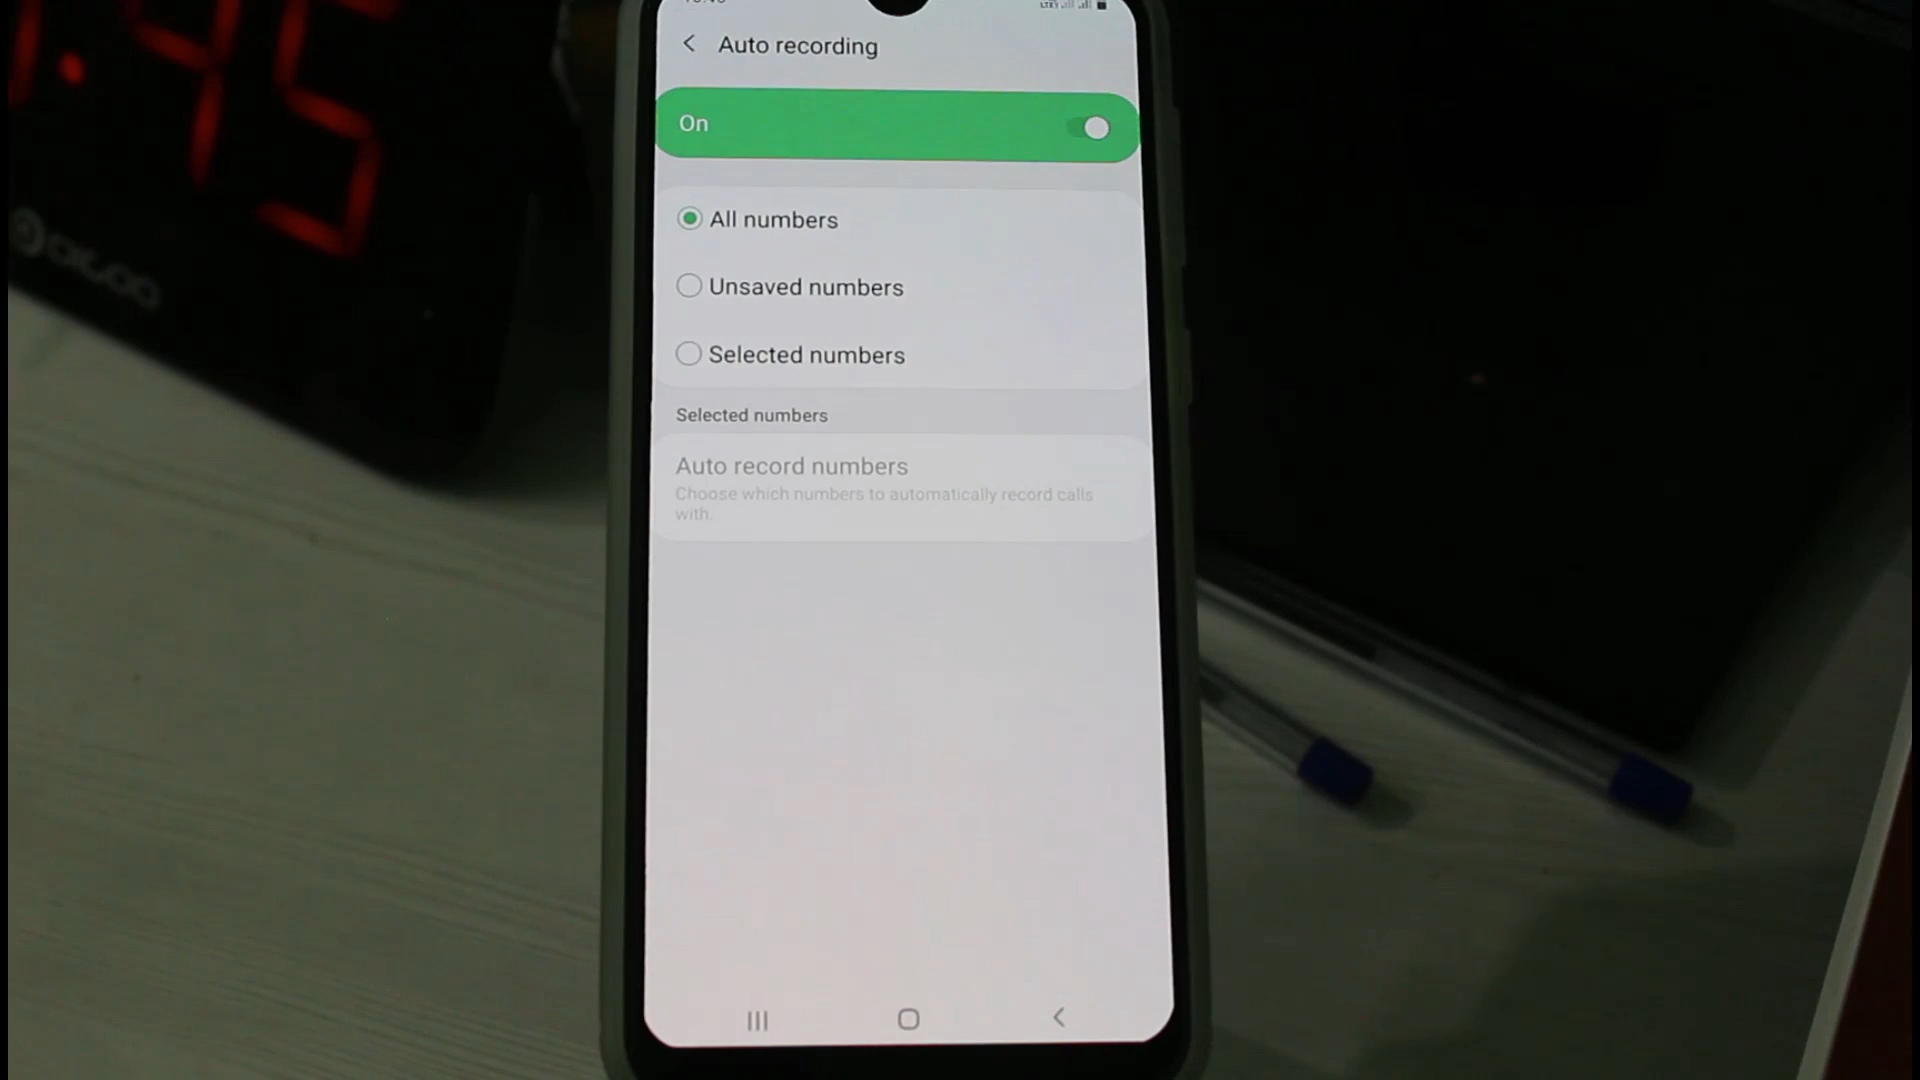 Auto recording
On
All numbers
Unsaved numbers
Selected numbers
Selected numbers
Auto record numbers
Choose which numbers to automatically record calls
with.
45